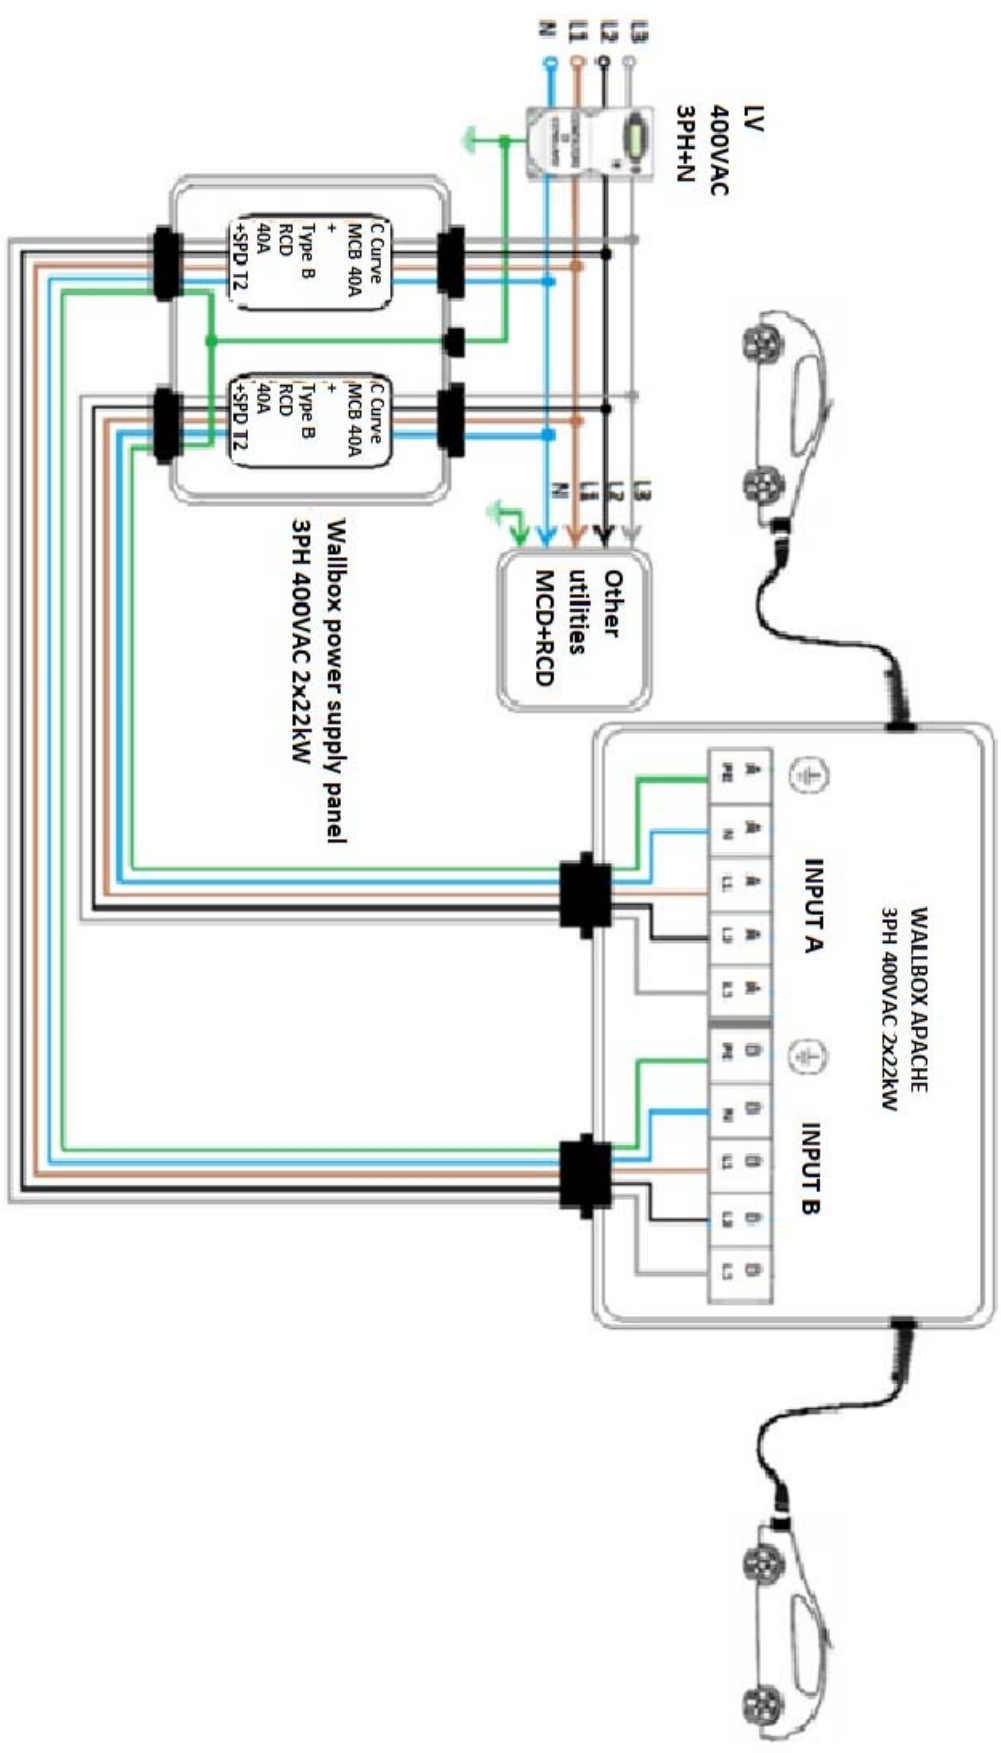 LV
400VAC
3PH+N
L3
L2
L1
N
C Curve
MCB 40A
+
Type B
RCD
40A
+SPD T2
C Curve
MCB 40A
+
Type B
RCD
40A
+SPD T2
L3
L2
L1
N
Other
utilities
MCD+RCD
Wallbox power supply panel
3PH 400VAC 2x22kW
WALLBOX APACHE
3PH 400VAC 2x22kW
INPUT A
INPUT B
A A A A A B B B B B
PE N L1 L2 L3 PE N L1 L2 L3